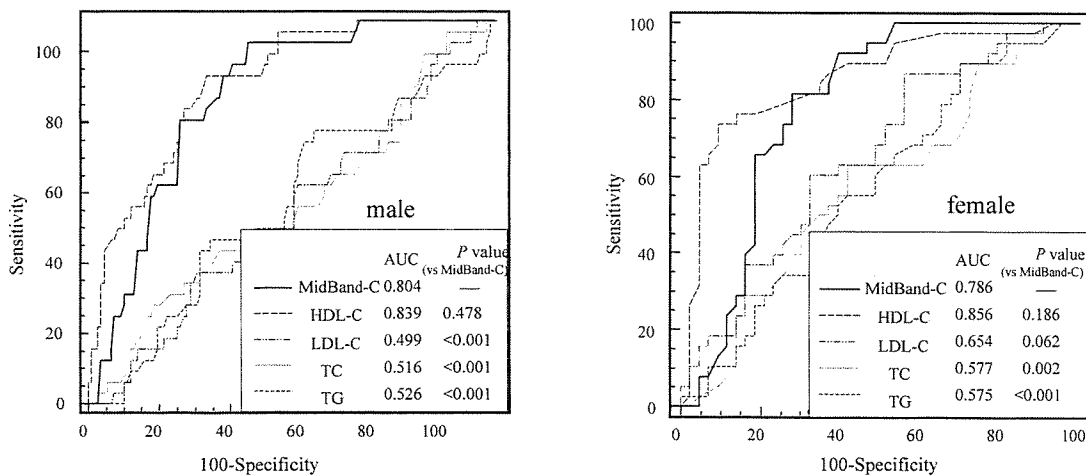 100
80
60
40
20
0
Sensitivity
male
AUC P value
(vs MidBand-C)
MidBand-C 0.804 —
HDL-C 0.839 0.478
LDL-C 0.499 <0.001
TC 0.516 <0.001
TG 0.526 <0.001
0 20 40 60 80 100
100-Specificity
100
80
60
40
20
0
Sensitivity
female
AUC P value
(vs MidBand-C)
MidBand-C 0.786 —
HDL-C 0.856 0.186
LDL-C 0.654 0.062
TC 0.577 0.002
TG 0.575 <0.001
0 20 40 60 80 100
100-Specificity